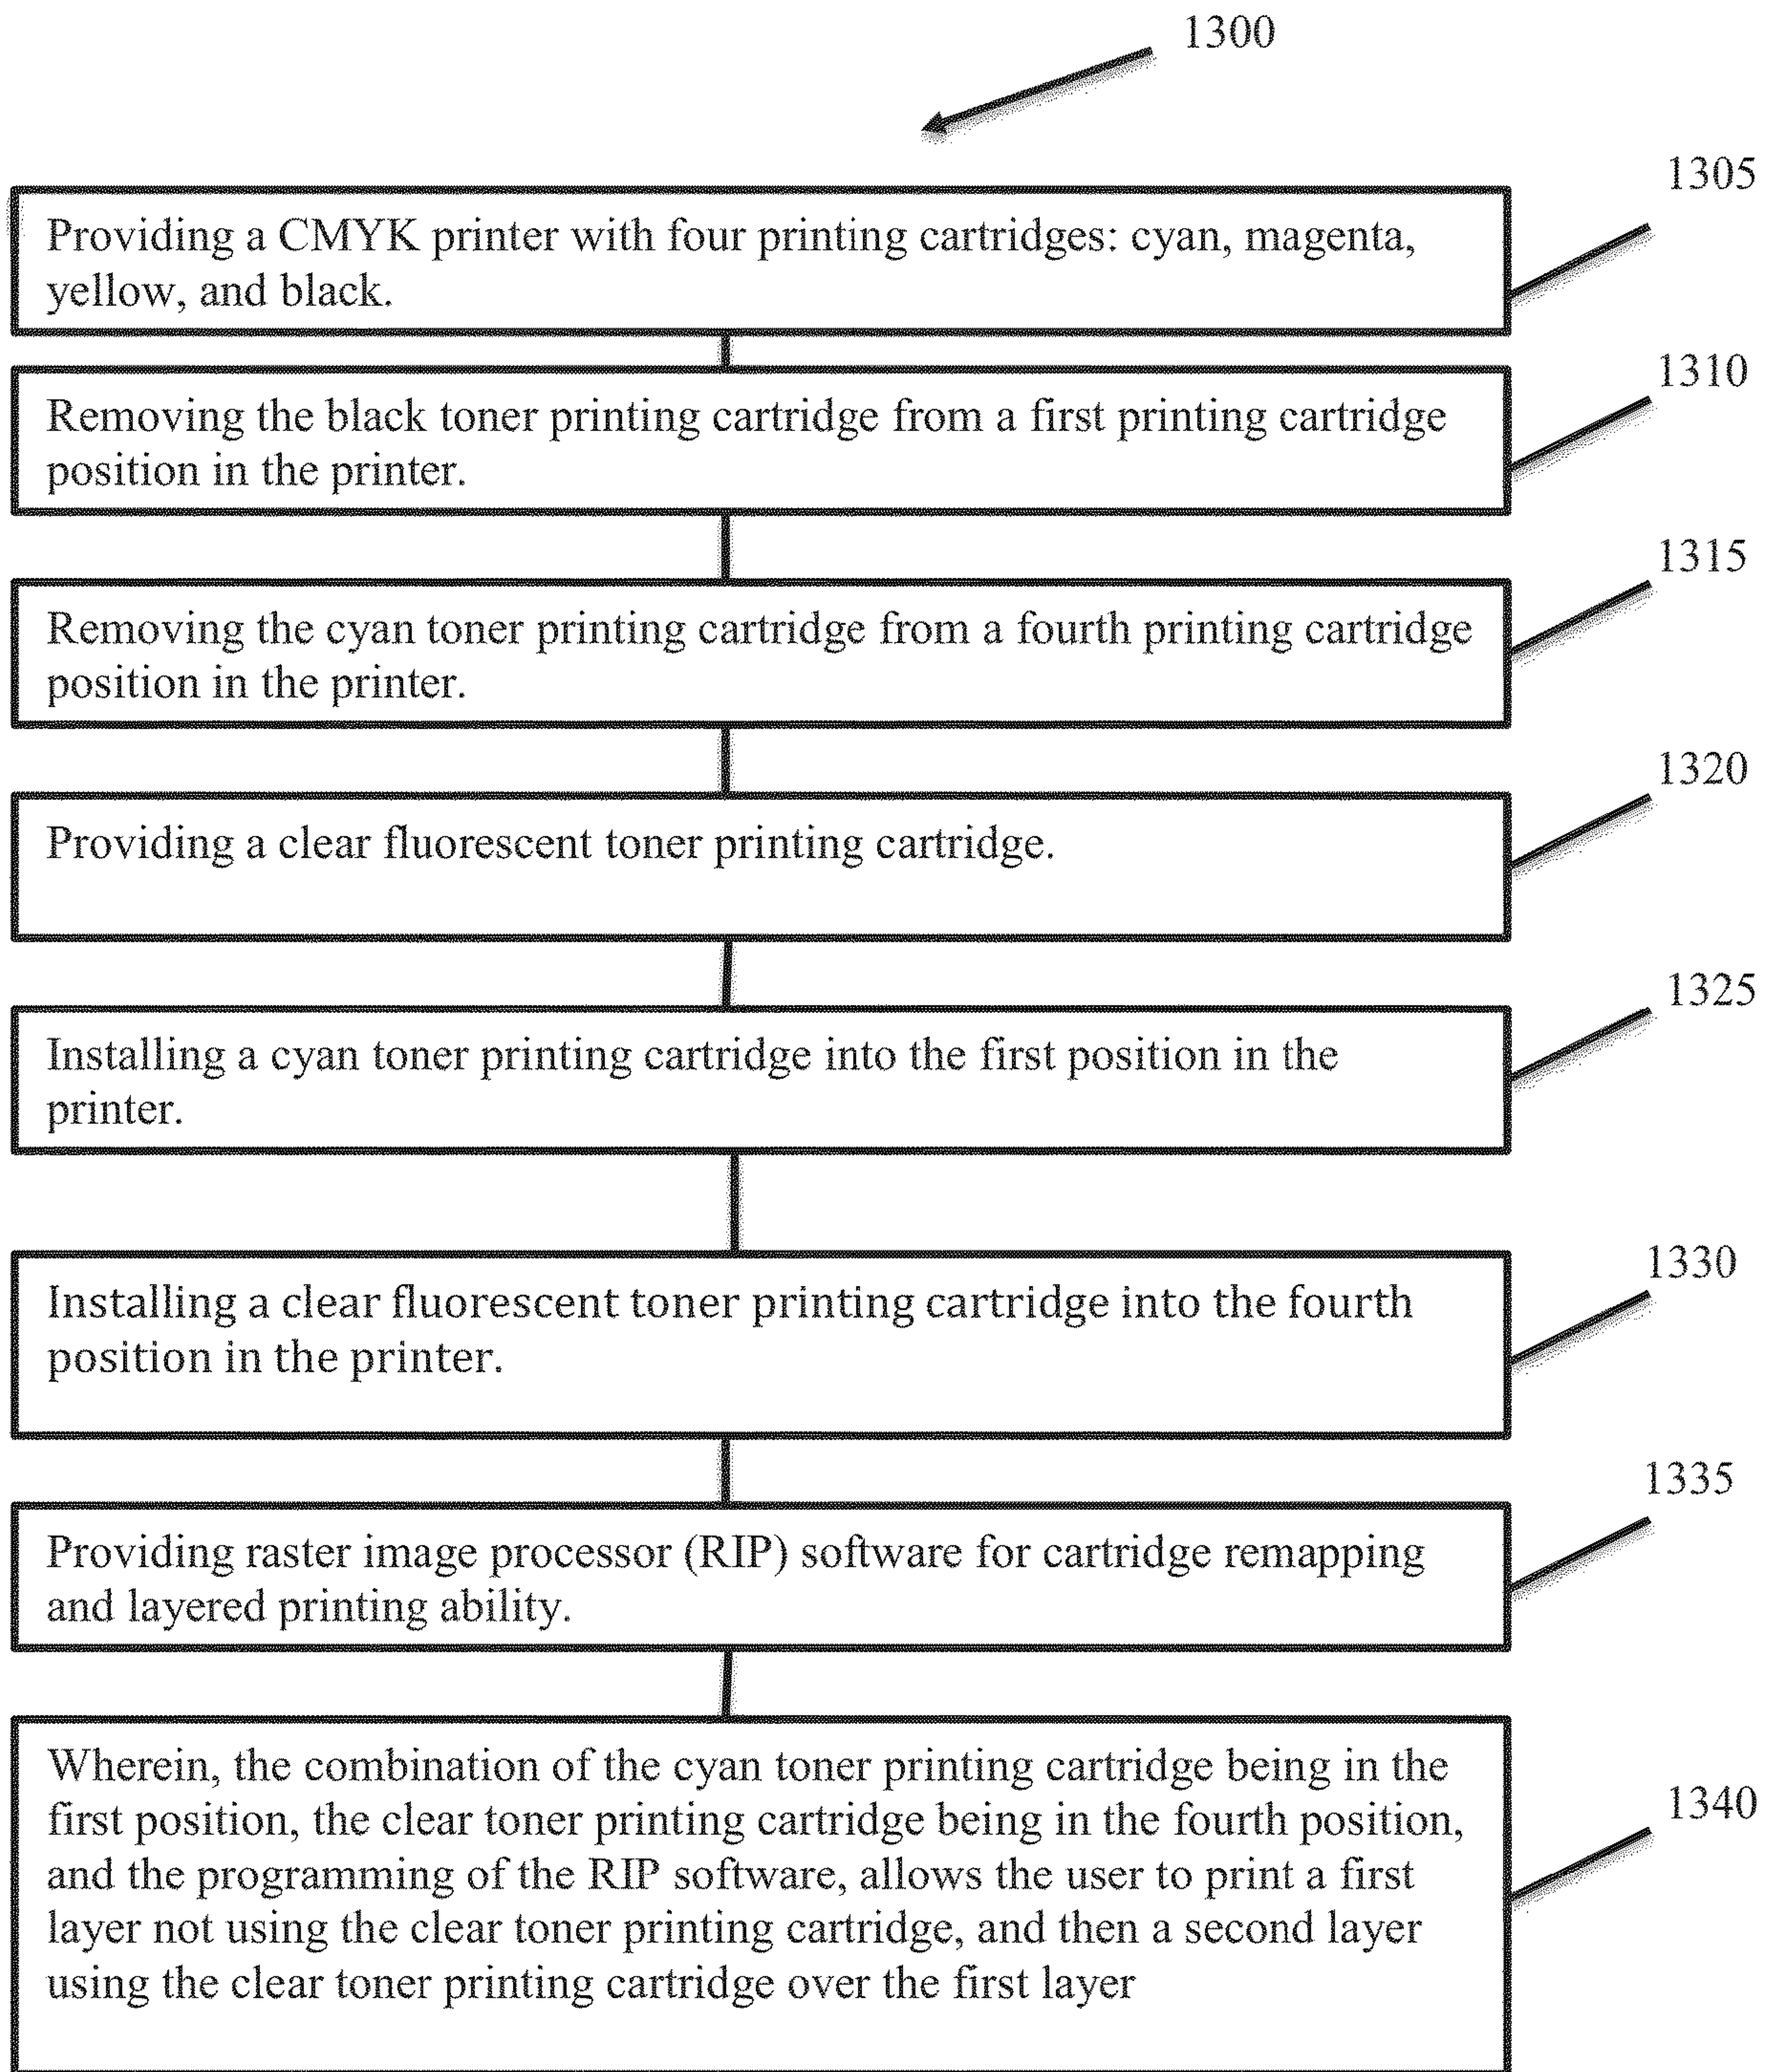 1300
1305
Providing a CMYK printer with four printing cartridges: cyan, magenta,
yellow, and black.
1310
Removing the black toner printing cartridge from a first printing cartridge
position in the printer.
1315
Removing the cyan toner printing cartridge from a fourth printing cartridge
position in the printer.
1320
Providing a clear fluorescent toner printing cartridge.
1325
Installing a cyan toner printing cartridge into the first position in the
printer.
1330
Installing a clear fluorescent toner printing cartridge into the fourth
position in the printer.
1335
Providing raster image processor (RIP) software for cartridge remapping
and layered printing ability.
Wherein, the combination of the cyan toner printing cartridge being in the
first position, the clear toner printing cartridge being in the fourth position,
1340
and the programming of the RIP software, allows the user to print a first
layer not using the clear toner printing cartridge, and then a second layer
using the clear toner printing cartridge over the first layer